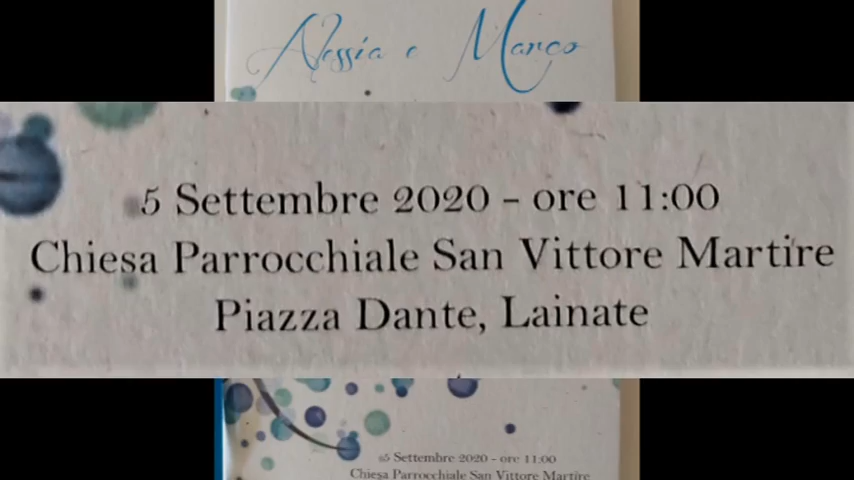 Alessia e Marco
5 Settembre 2020 - ore 11:00
Chiesa Parrocchiale San Vittore Martire
Piazza Dante, Lainate
5 Settembre 2020 - ore 11:00
Chiesa Parrocchiale San Vittore Martire